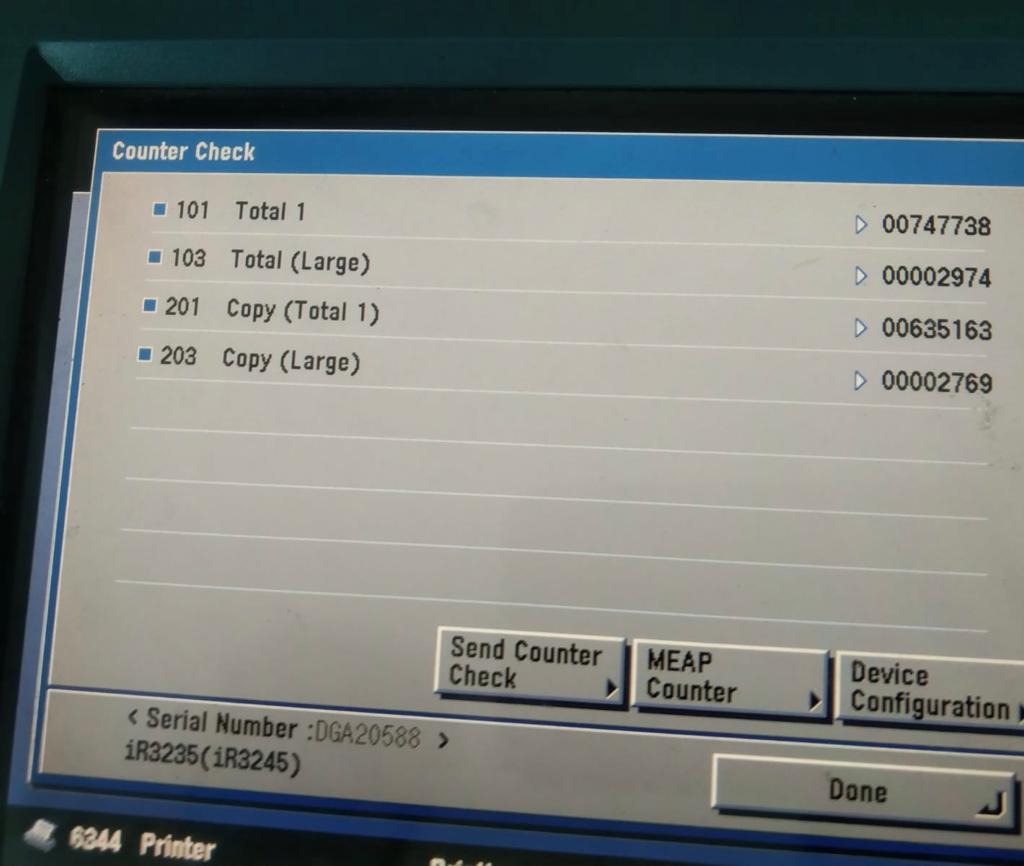 Counter Check
101 Total 1 00747738
103 Total (Large) 00002974
201 Copy (Total 1) 00635163
203 Copy (Large) 00002769
Send Counter Check
MEAP Counter
Device Configuration
< Serial Number :DGA20588 >
iR3235(iR3245)
Done
6344 Printer